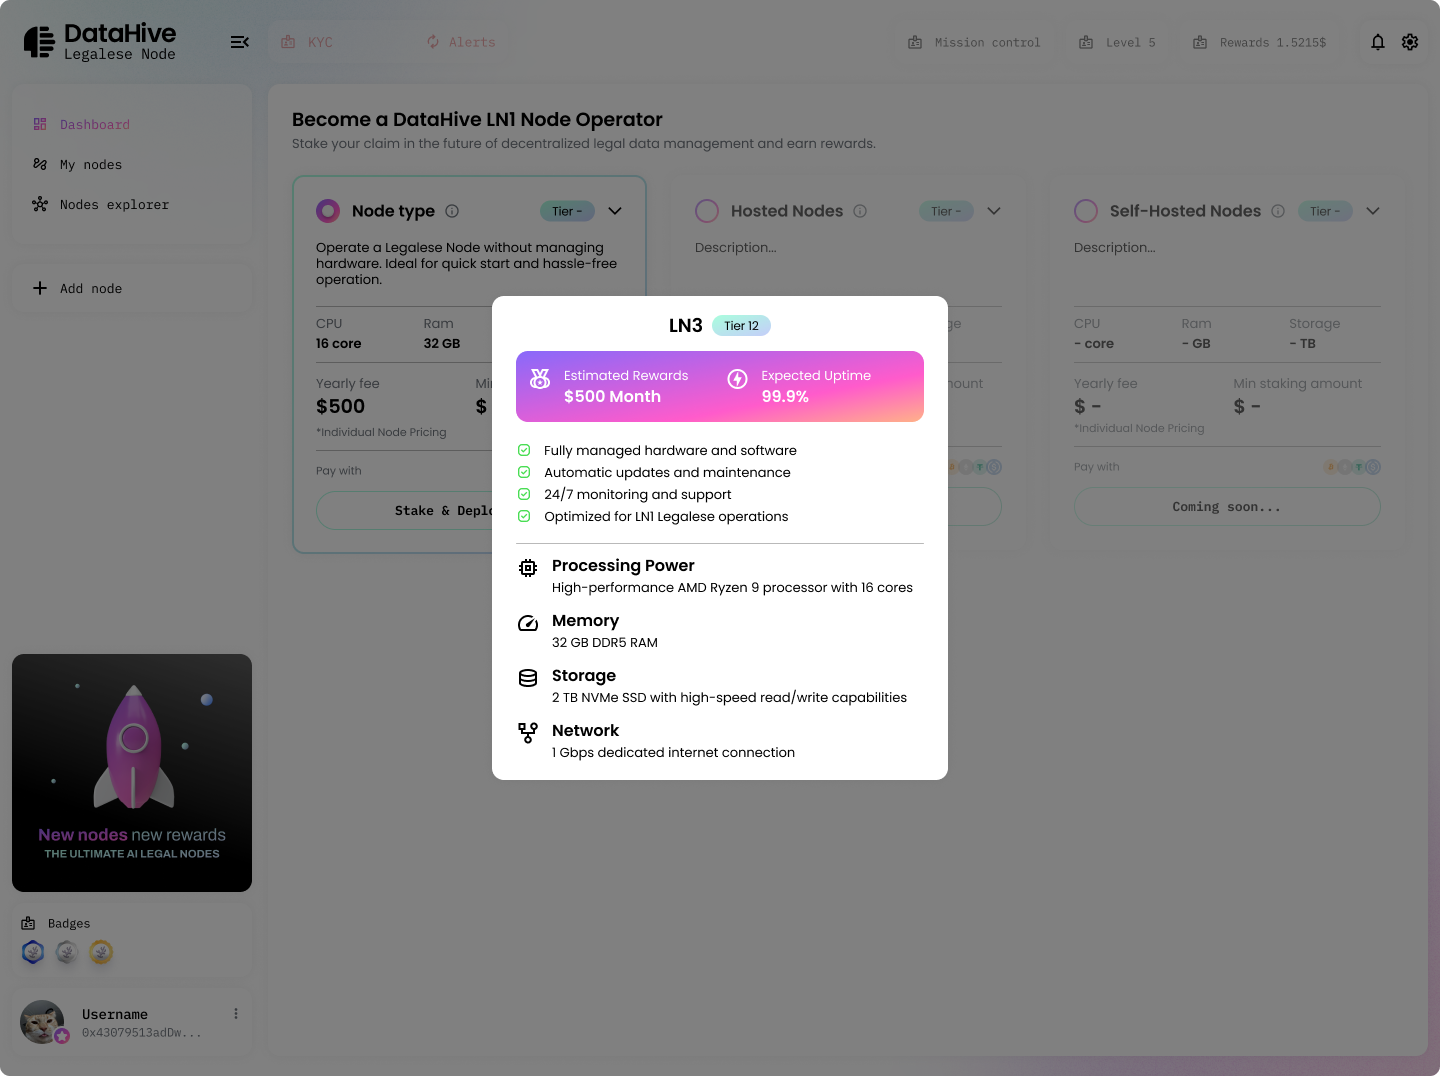 DataHive
Legalese Node
KYC
Alerts
Mission control
Level 5
Rewards 1.5215$
Dashboard
My nodes
Nodes explorer
Add node
Become a DataHive LN1 Node Operator
Stake your claim in the future of decentralized legal data management and earn rewards.
Node type
Tier -
Operate a Legalese Node without managing
hardware. Ideal for quick start and hassle-free
operation.
CPU
Ram
16 core
32 GB
Yearly fee
$500
$
*Individual Node Pricing
Pay with
Stake &
Hosted Nodes
Tier -
Description...
Self-Hosted Nodes
Tier -
Description...
CPU
Ram
Storage
- core
- GB
- TB
Yearly fee
Min staking amount
$ -
$ -
*Individual Node Pricing
Pay with
Coming soon...
LN3
Tier 12
Estimated Rewards
$500 Month
Expected Uptime
99.9%
Fully managed hardware and software
Automatic updates and maintenance
24/7 monitoring and support
Optimized for LN1 Legalese operations
Processing Power
High-performance AMD Ryzen 9 processor with 16 cores
Memory
32 GB DDR5 RAM
Storage
2 TB NVMe SSD with high-speed read/write capabilities
Network
1 Gbps dedicated internet connection
New nodes new rewards
THE ULTIMATE AI LEGAL NODES
Badges
Username
0x43079513adDw...